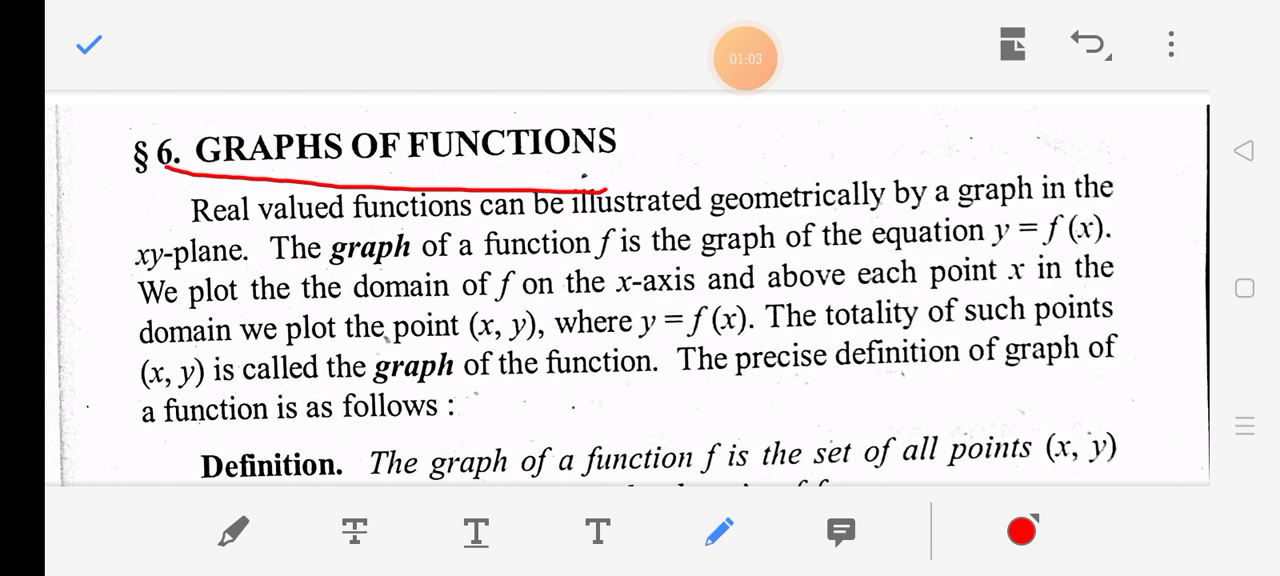 01:03
§ 6. GRAPHS OF FUNCTIONS
Real valued functions can be illustrated geometrically by a graph in the
xy-plane. The graph of a function f is the graph of the equation y = f (x).
We plot the the domain of f on the x-axis and above each point x in the
domain we plot the point (x, y), where y = f (x). The totality of such points
(x, y) is called the graph of the function. The precise definition of graph of
a function is as follows :
Definition. The graph of a function f is the set of all points (x, y)